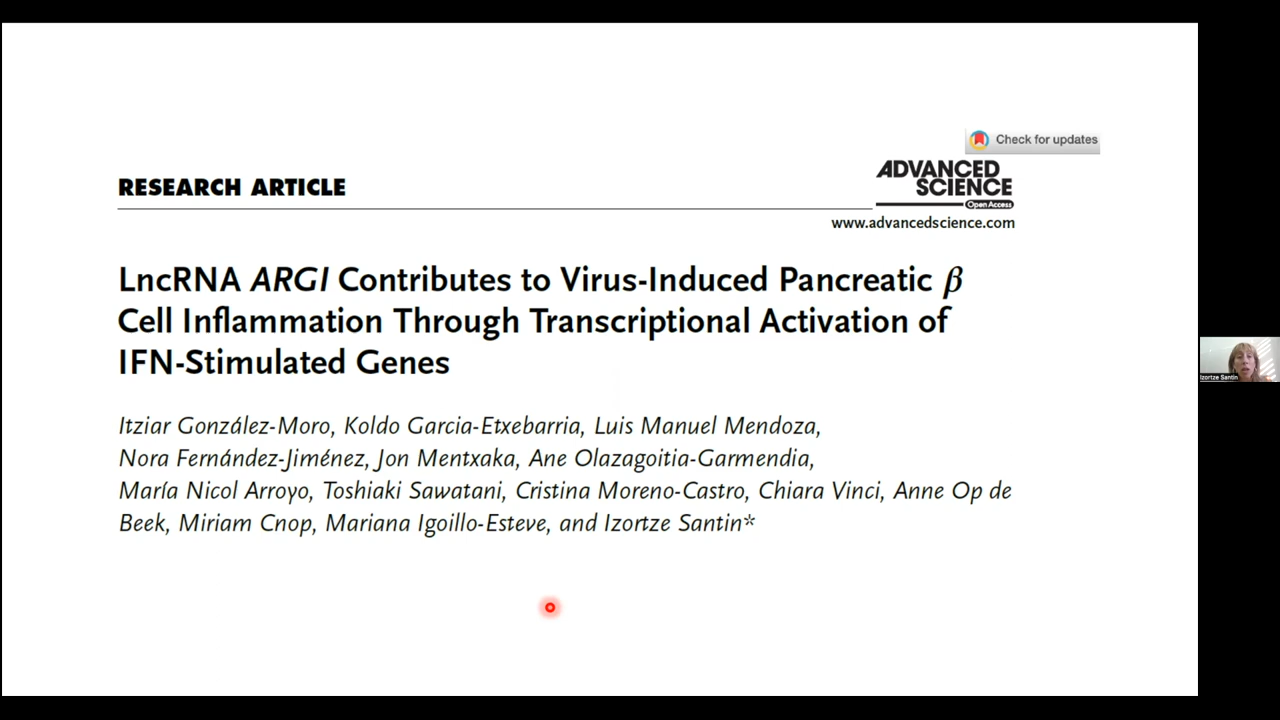 Check for updates
RESEARCH ARTICLE
ADVANCED
SCIENCE
Open Access
www.advancedscience.com
LncRNA ARGI Contributes to Virus-Induced Pancreatic β
Cell Inflammation Through Transcriptional Activation of
IFN-Stimulated Genes
Itziar González-Moro, Koldo Garcia-Etxebarria, Luis Manuel Mendoza,
Nora Fernández-Jiménez, Jon Mentxaka, Ane Olazagoitia-Garmendia,
María Nicol Arroyo, Toshiaki Sawatani, Cristina Moreno-Castro, Chiara Vinci, Anne Op de
Beek, Miriam Cnop, Mariana Igoillo-Esteve, and Izortze Santin*
Izortze Santin